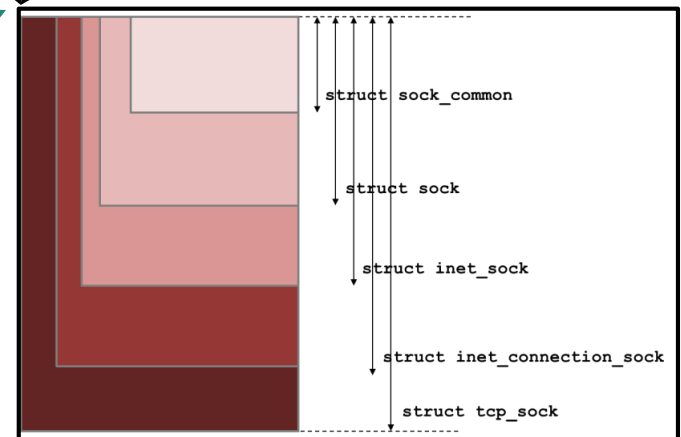 struct sock_common
struct sock
struct inet_sock
struct inet_connection_sock
struct tcp_sock